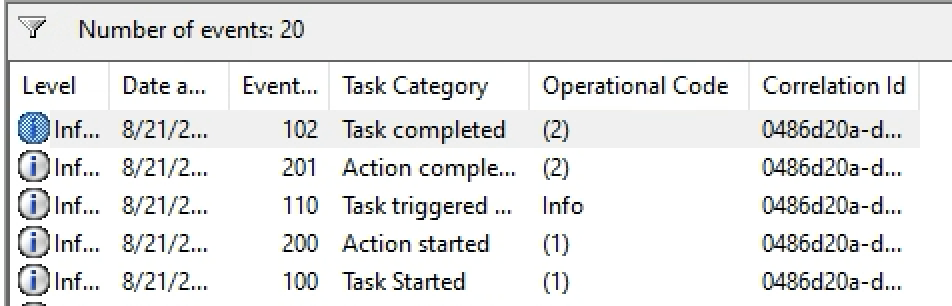 Number of events: 20
Level Date a... Event... Task Category Operational Code Correlation Id
Inf... 8/21/2... 102 Task completed (2) 0486d20a-d...
Inf... 8/21/2... 201 Action comple... (2) 0486d20a-d...
Inf... 8/21/2... 110 Task triggered ... Info 0486d20a-d...
Inf... 8/21/2... 200 Action started (1) 0486d20a-d...
Inf... 8/21/2... 100 Task Started (1) 0486d20a-d...